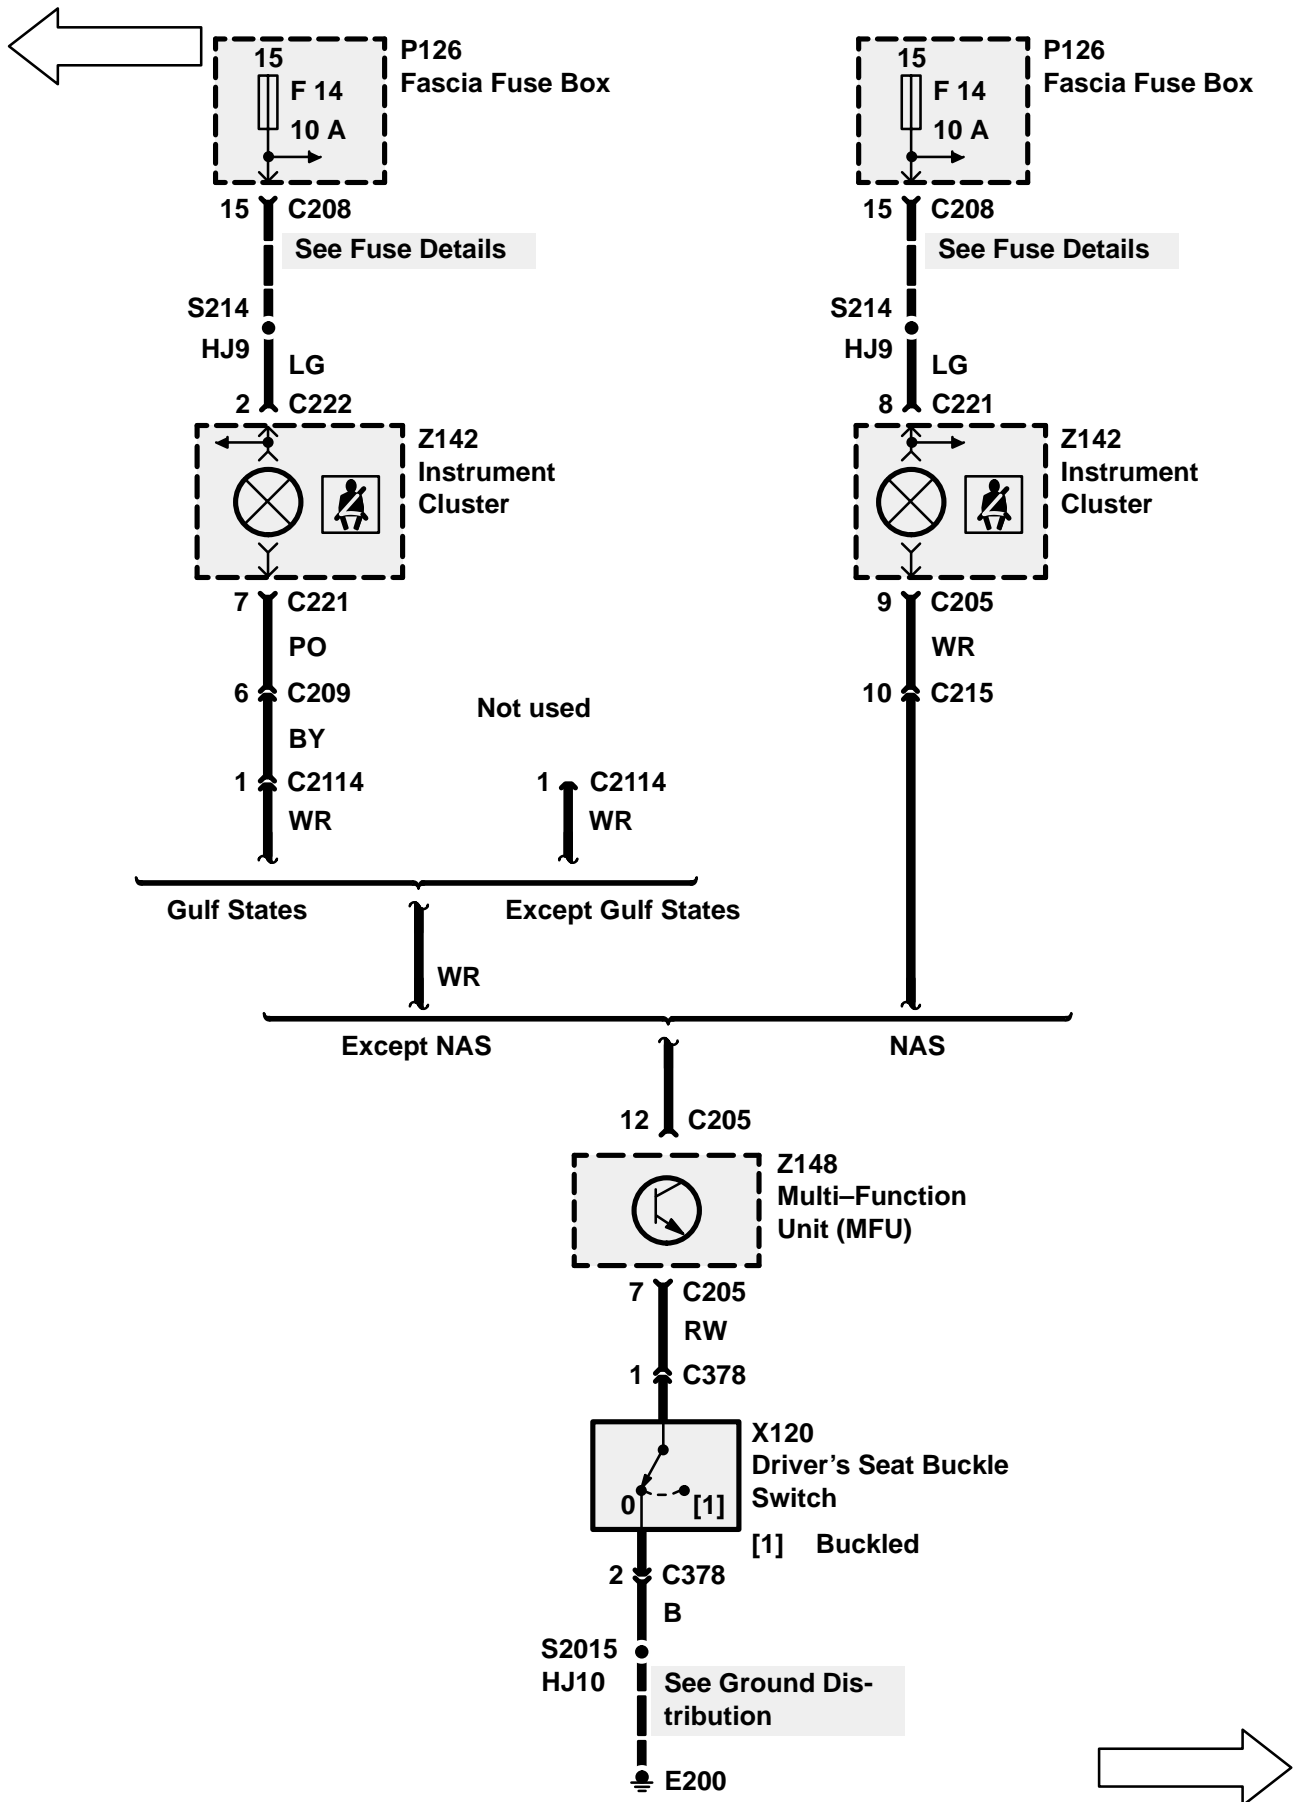 15
F 14
10 A
P126
Fascia Fuse Box
15
F 14
10 A
P126
Fascia Fuse Box
15 C208
See Fuse Details
15 C208
See Fuse Details
S214
HJ9
LG
S214
HJ9
LG
2 C222
8 C221
Z142
Instrument
Cluster
Z142
Instrument
Cluster
7 C221
PO
9 C205
WR
6 C209
BY
Not used
10 C215
1 C2114
WR
1 C2114
WR
Gulf States
Except Gulf States
WR
Except NAS
NAS
12 C205
Z148
Multi–Function
Unit (MFU)
7 C205
RW
1 C378
X120
Driver’s Seat Buckle
Switch
0 [1]
[1] Buckled
2 C378
B
S2015
HJ10
See Ground Dis-
tribution
E200